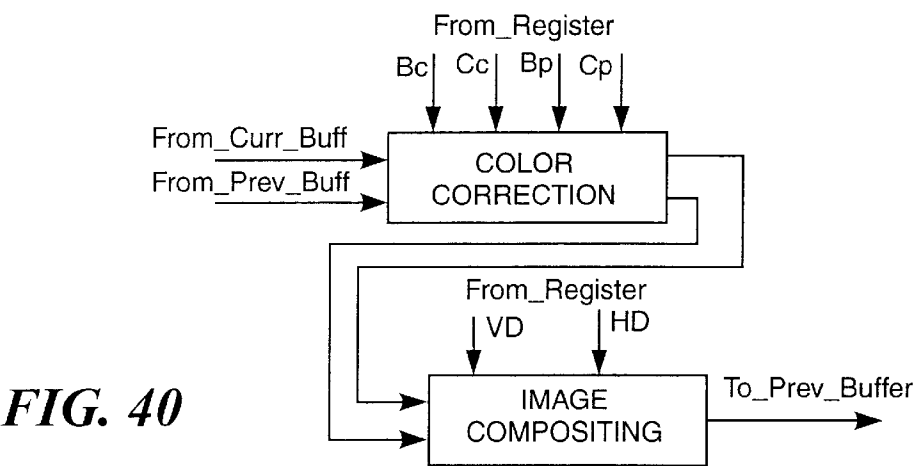 From_Register
Bc Cc Bp Cp
From_Curr_Buff
From_Prev_Buff
COLOR
CORRECTION
From_Register
VD HD
FIG. 40
IMAGE
COMPOSITING
To_Prev_Buffer